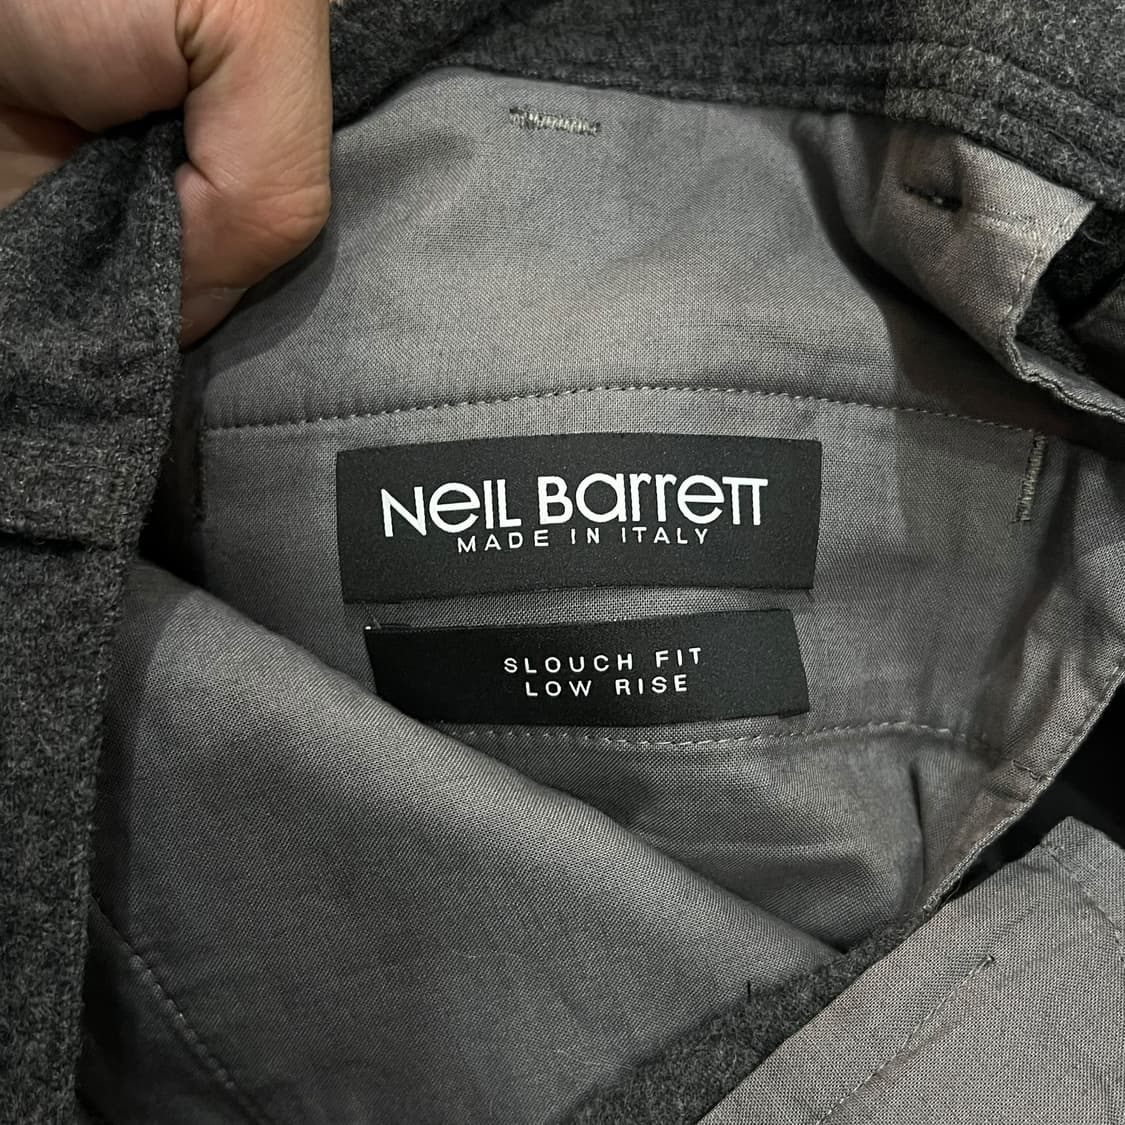 Neil Barrett
MADE IN ITALY
SLOUCH FIT
LOW RISE